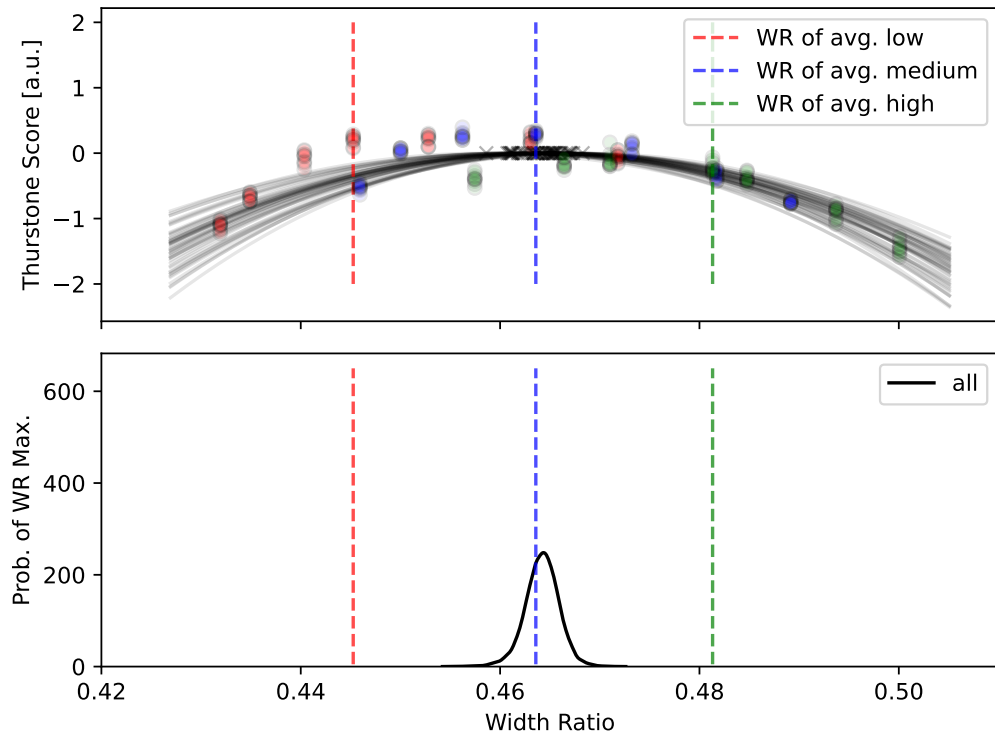 Thurstone Score [a.u.]
2
1
0
−1
−2
WR of avg. low
WR of avg. medium
WR of avg. high
Prob. of WR Max.
600
400
200
0
all
0.42 0.44 0.46 0.48 0.50
Width Ratio